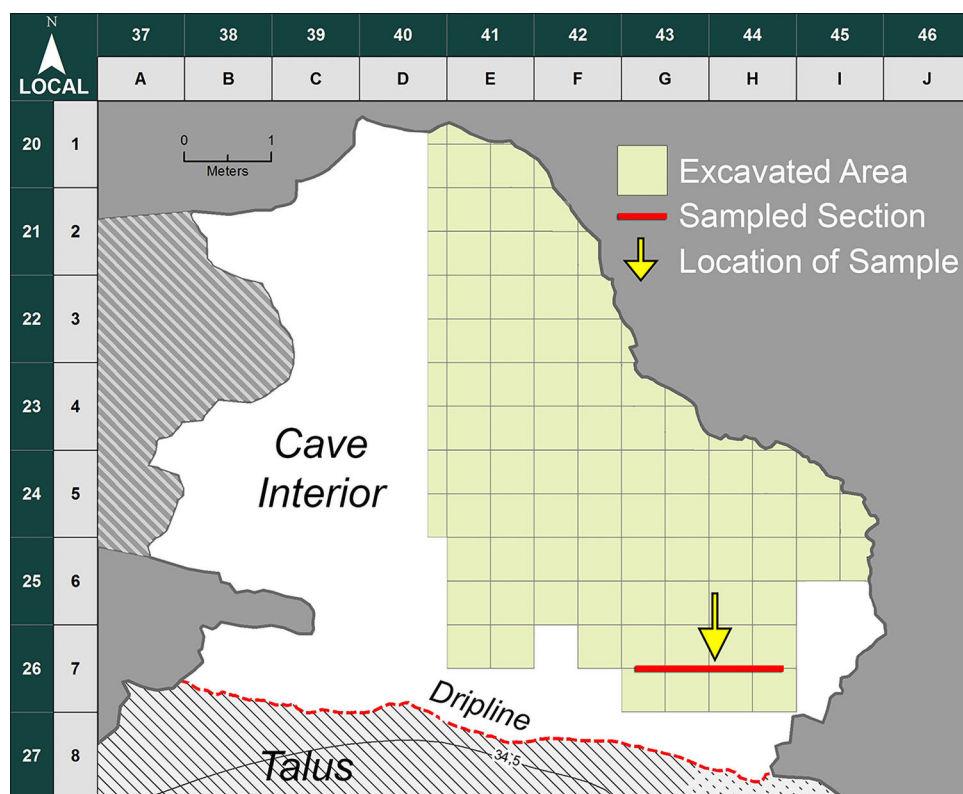 N
LOCAL
37 38 39 40 41 42 43 44 45 46
A B C D E F G H I J
20 1
21 2
22 3
23 4
24 5
25 6
26 7
27 8
0 1
Meters
Excavated Area
Sampled Section
Location of Sample
Cave
Interior
Dripline
34.5
Talus